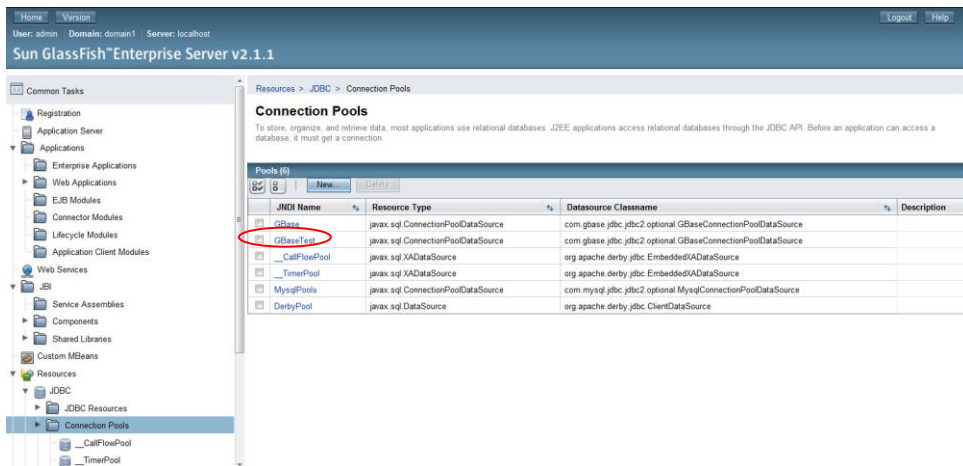 Home Version Logout Help
User: admin Domain: domain1 Server: localhost
Sun GlassFish™ Enterprise Server v2.1.1
Common Tasks
Registration
Application Server
Applications
Enterprise Applications
Web Applications
EJB Modules
Connector Modules
Lifecycle Modules
Application Client Modules
Web Services
JBI
Service Assemblies
Components
Shared Libraries
Custom MBeans
Resources
JDBC
JDBC Resources
Connection Pools
__CallFlowPool
__TimerPool
Resources > JDBC > Connection Pools
Connection Pools
To store, organize, and retrieve data, most applications use relational databases. J2EE applications access relational databases through the JDBC API. Before an application can access a
database, it must get a connection.
Pools (6)
New... Delete
JNDI Name Resource Type Datasource Classname Description
GBase javax.sql.ConnectionPoolDataSource com.gbase.jdbc.jdbc2.optional.GBaseConnectionPoolDataSource
GBaseTest javax.sql.ConnectionPoolDataSource com.gbase.jdbc.jdbc2.optional.GBaseConnectionPoolDataSource
__CallFlowPool javax.sql.XADataSource org.apache.derby.jdbc.EmbeddedXADataSource
__TimerPool javax.sql.XADataSource org.apache.derby.jdbc.EmbeddedXADataSource
MysqlPools javax.sql.ConnectionPoolDataSource com.mysql.jdbc.jdbc2.optional.MysqlConnectionPoolDataSource
DerbyPool javax.sql.DataSource org.apache.derby.jdbc.ClientDataSource